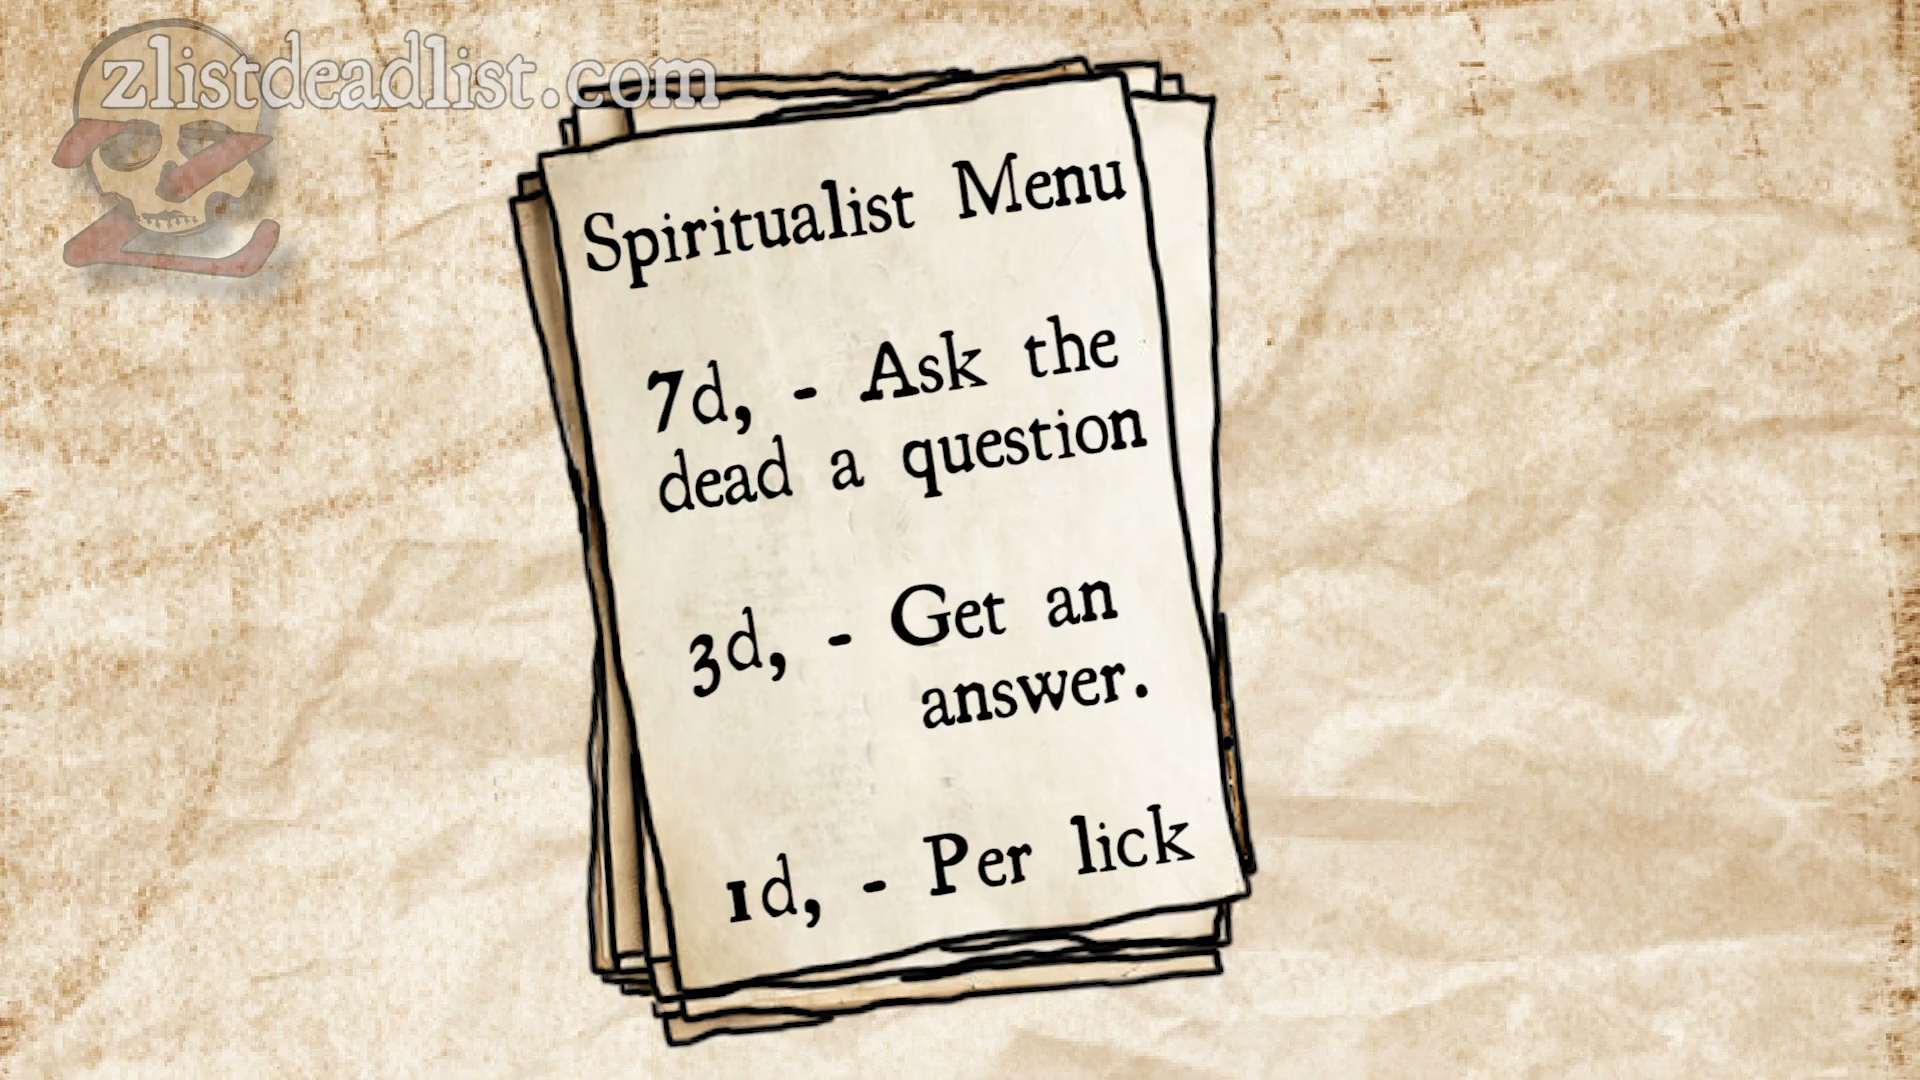 zlistdeadlist.com
Spiritualist Menu
7d, - Ask the
dead a question
3d, - Get an
answer.
1d, - Per lick